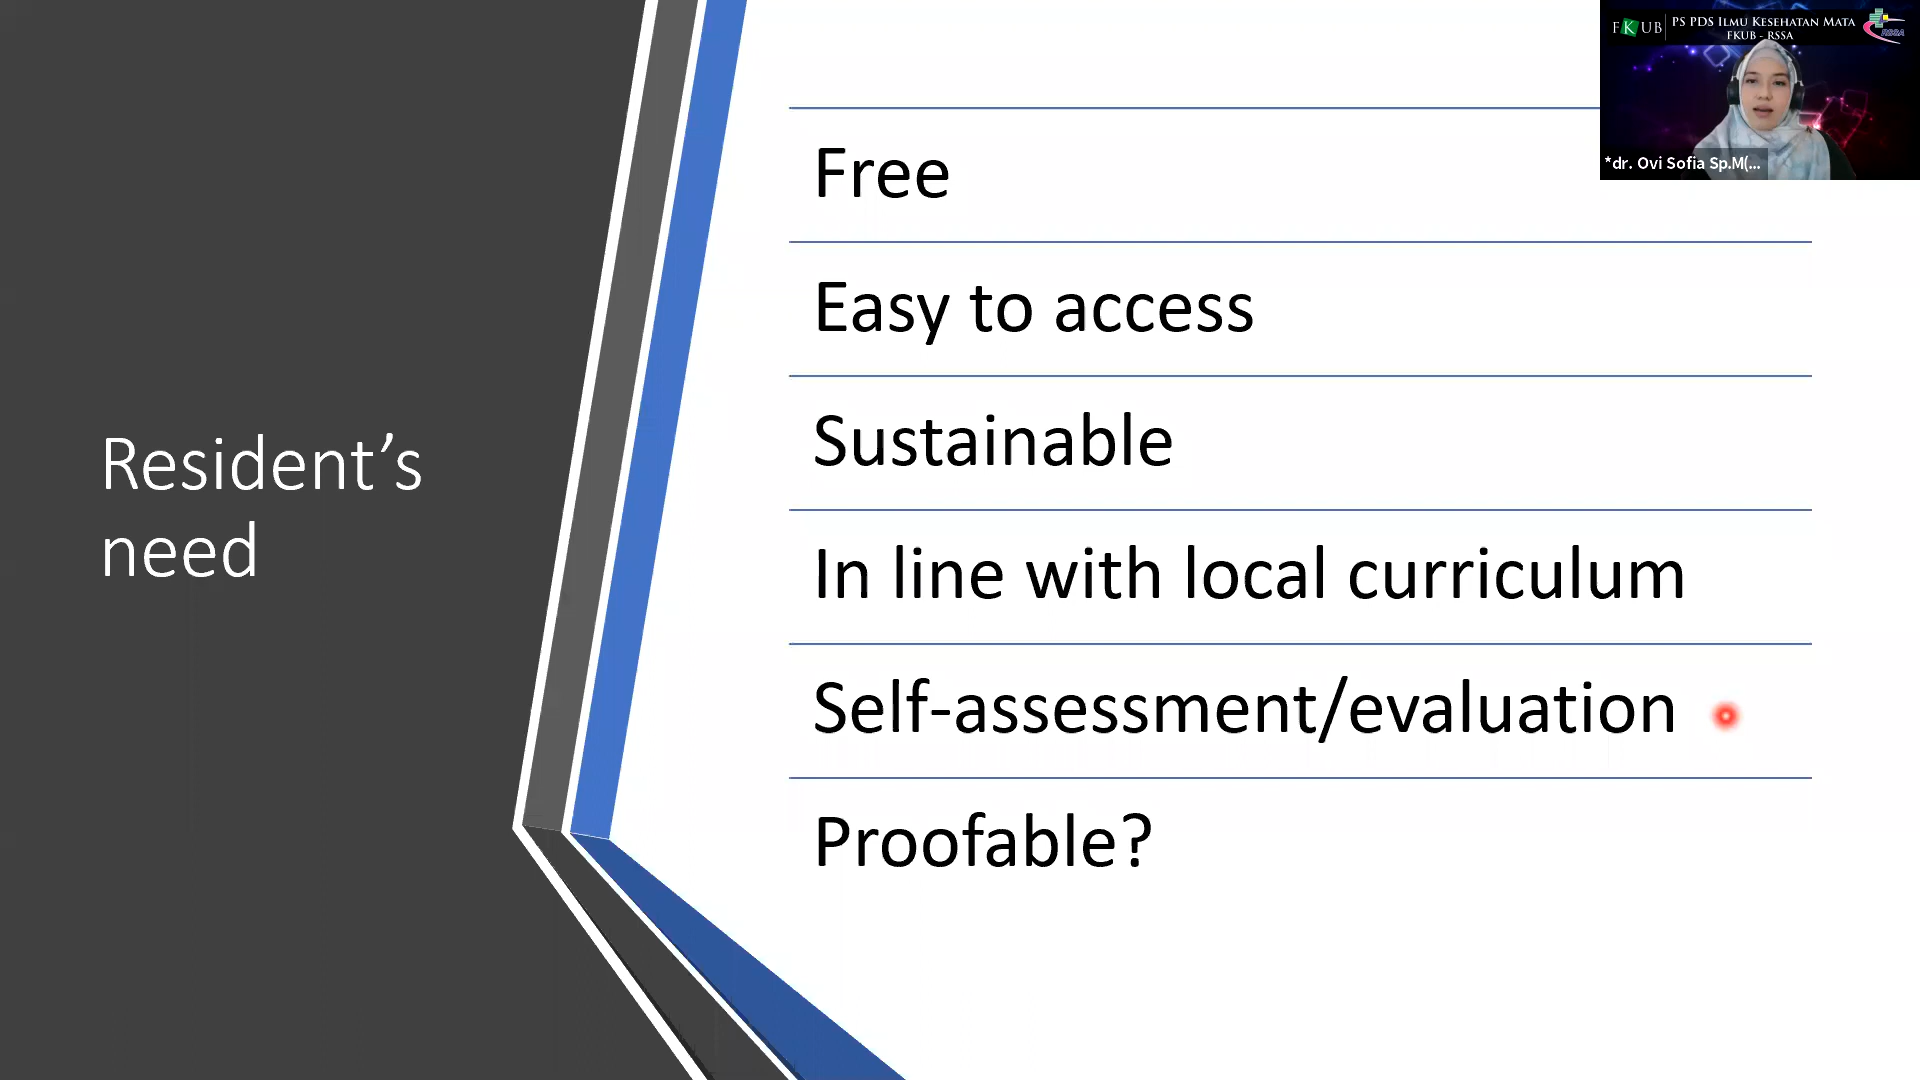 Resident’s
need
Free
Easy to access
Sustainable
In line with local curriculum
Self-assessment/evaluation
Proofable?
FKUB
PS PDS Ilmu Kesehatan Mata
FKUB - RSSA
RSSA
*dr. Ovi Sofia Sp.M(...